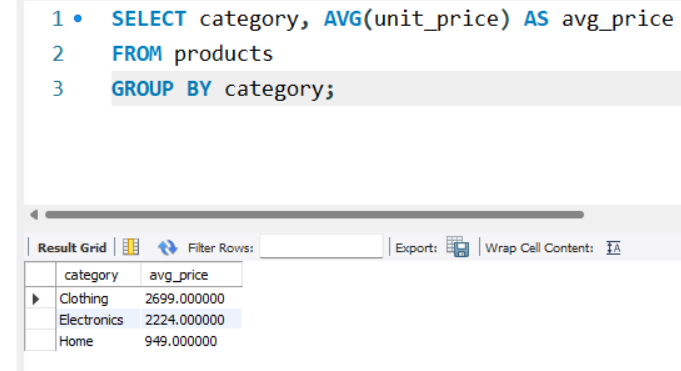 1 SELECT category, AVG(unit_price) AS avg_price
2 FROM products
3 GROUP BY category;
Result Grid Filter Rows: Export: Wrap Cell Content: IA
category avg_price
Clothing 2699.000000
Electronics 2224.000000
Home 949.000000